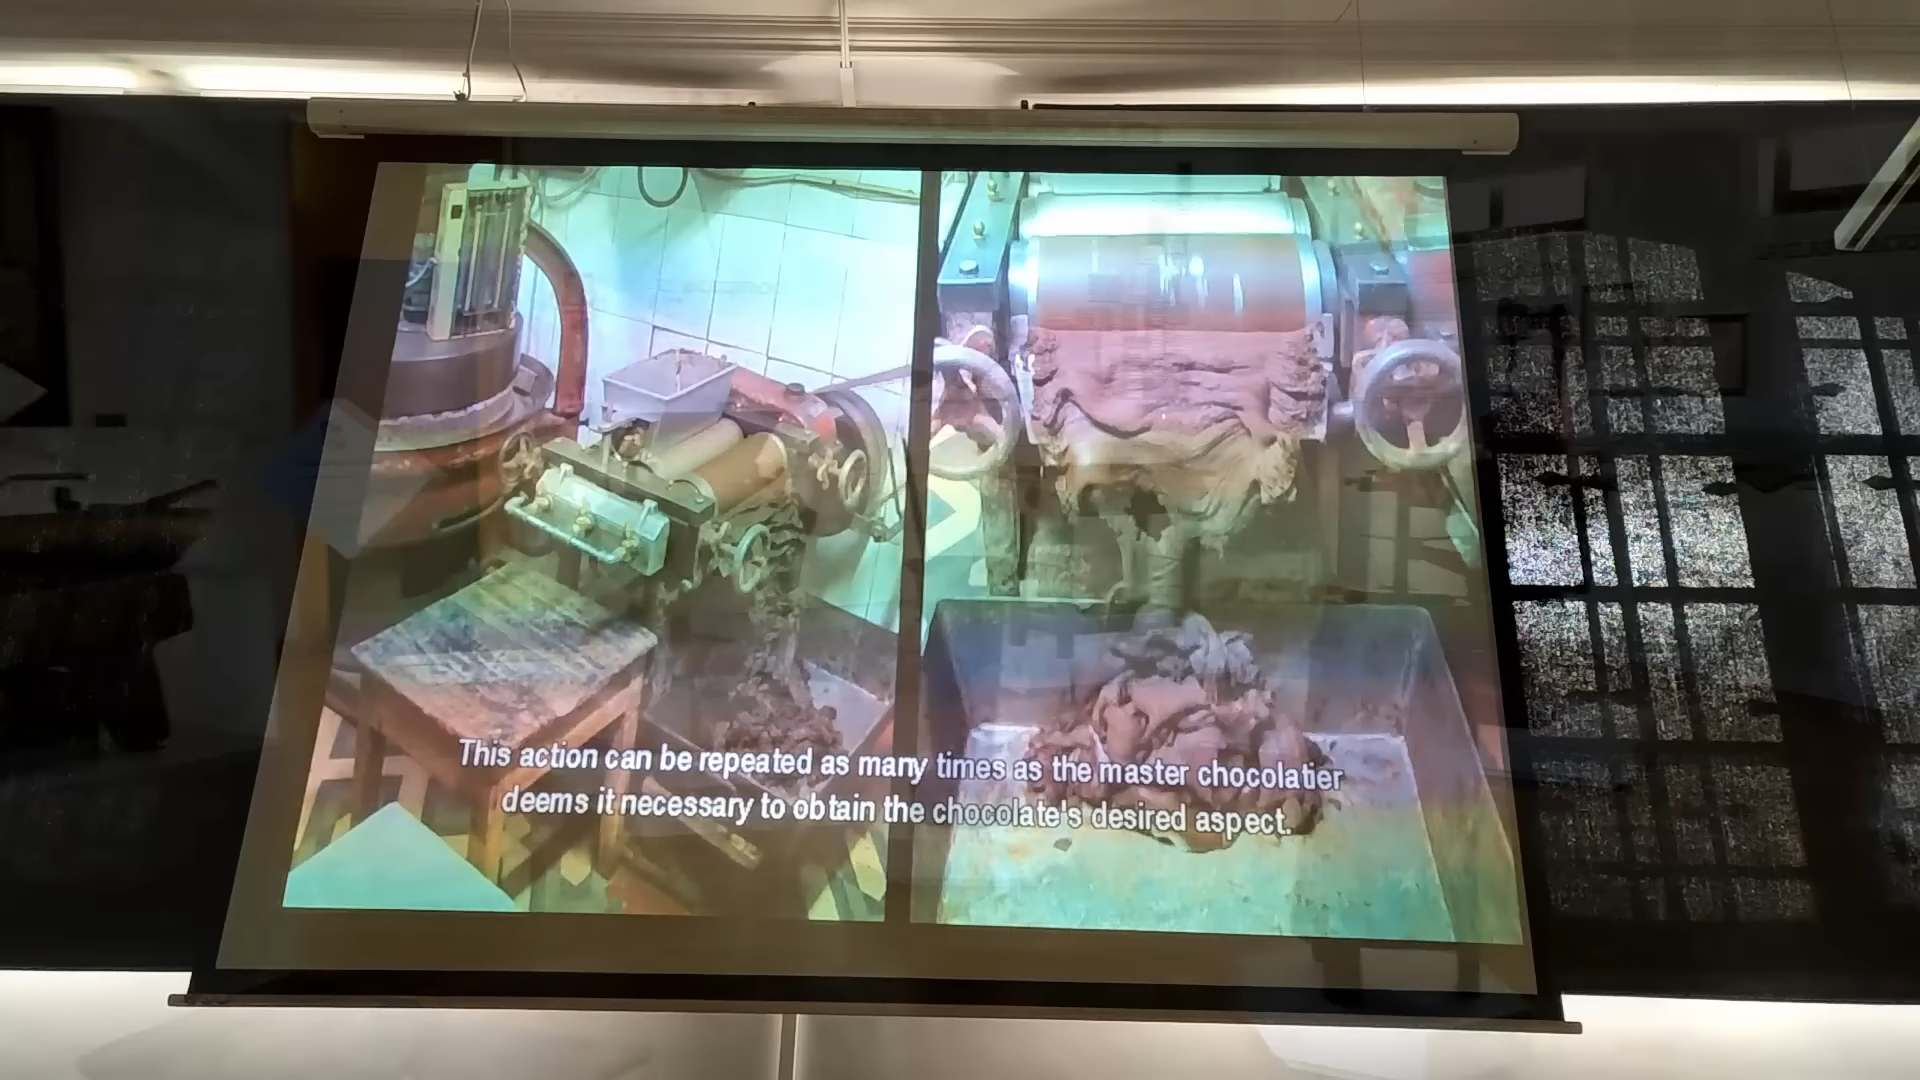 This action can be repeated as many times as the master chocolatier
deems it necessary to obtain the chocolate's desired aspect.